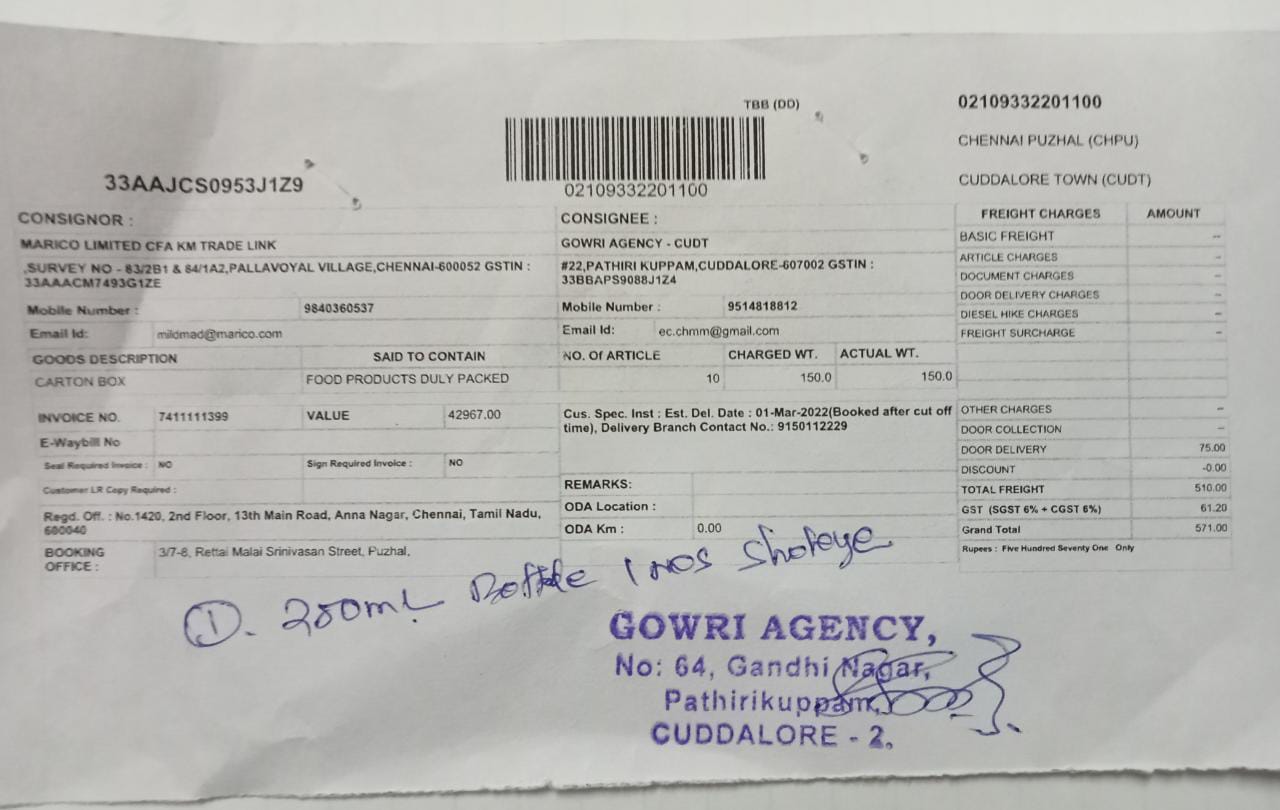 TBB (DD)
02109332201100
CHENNAI PUZHAL (CHPU)
33AAJCS0953J1Z9
02109332201100
CUDDALORE TOWN (CUDT)
CONSIGNOR :
CONSIGNEE :
FREIGHT CHARGES AMOUNT
MARICO LIMITED CFA KM TRADE LINK
GOWRI AGENCY - CUDT
BASIC FREIGHT --
,SURVEY NO - 83/2B1 & 84/1A2,PALLAVOYAL VILLAGE,CHENNAI-600052 GSTIN :
33AAACM7493G1ZE
#22,PATHIRI KUPPAM,CUDDALORE-607002 GSTIN :
33BBAPS9088J1Z4
ARTICLE CHARGES --
DOCUMENT CHARGES --
DOOR DELIVERY CHARGES --
Mobile Number : 9840360537
Mobile Number : 9514818812
DIESEL HIKE CHARGES --
Email Id: mildmad@marico.com
Email Id: ec.chmm@gmail.com
FREIGHT SURCHARGE --
GOODS DESCRIPTION SAID TO CONTAIN
NO. Of ARTICLE CHARGED WT. ACTUAL WT.
CARTON BOX FOOD PRODUCTS DULY PACKED
10 150.0 150.0
INVOICE NO. 7411111399 VALUE 42967.00
Cus. Spec. Inst : Est. Del. Date : 01-Mar-2022(Booked after cut off
time), Delivery Branch Contact No.: 9150112229
OTHER CHARGES --
DOOR COLLECTION --
E-Waybill No
DOOR DELIVERY 75.00
Seal Required Invoice : NO Sign Required Invoice : NO
DISCOUNT -0.00
Customer LR Copy Required :
REMARKS:
TOTAL FREIGHT 510.00
Regd. Off. : No.1420, 2nd Floor, 13th Main Road, Anna Nagar, Chennai, Tamil Nadu,
600040
ODA Location :
GST (SGST 6% + CGST 6%) 61.20
ODA Km : 0.00
Grand Total 571.00
BOOKING
OFFICE :
3/7-8, Rettai Malai Srinivasan Street, Puzhal,
Rupees : Five Hundred Seventy One Only
①. 200mL Bottle 1 nos
GOWRI AGENCY,
No: 64, Gandhi Nagar,
Pathirikuppam,
CUDDALORE - 2.